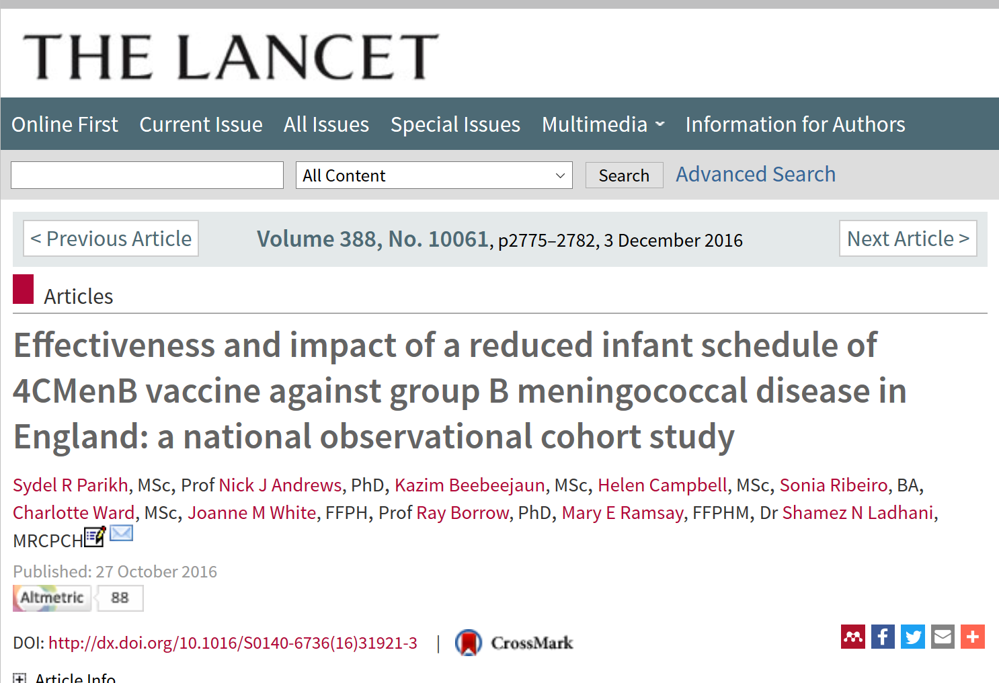 THE LANCET
Online First Current Issue All Issues Special Issues Multimedia Information for Authors
All Content Search Advanced Search
< Previous Article Volume 388, No. 10061, p2775–2782, 3 December 2016 Next Article >
Articles
Effectiveness and impact of a reduced infant schedule of
4CMenB vaccine against group B meningococcal disease in
England: a national observational cohort study
Sydel R Parikh, MSc, Prof Nick J Andrews, PhD, Kazim Beebeejaun, MSc, Helen Campbell, MSc, Sonia Ribeiro, BA,
Charlotte Ward, MSc, Joanne M White, FFPH, Prof Ray Borrow, PhD, Mary E Ramsay, FFPHM, Dr Shamez N Ladhani,
MRCPCH
Published: 27 October 2016
Altmetric 88
DOI: http://dx.doi.org/10.1016/S0140-6736(16)31921-3 | CrossMark
Article Info